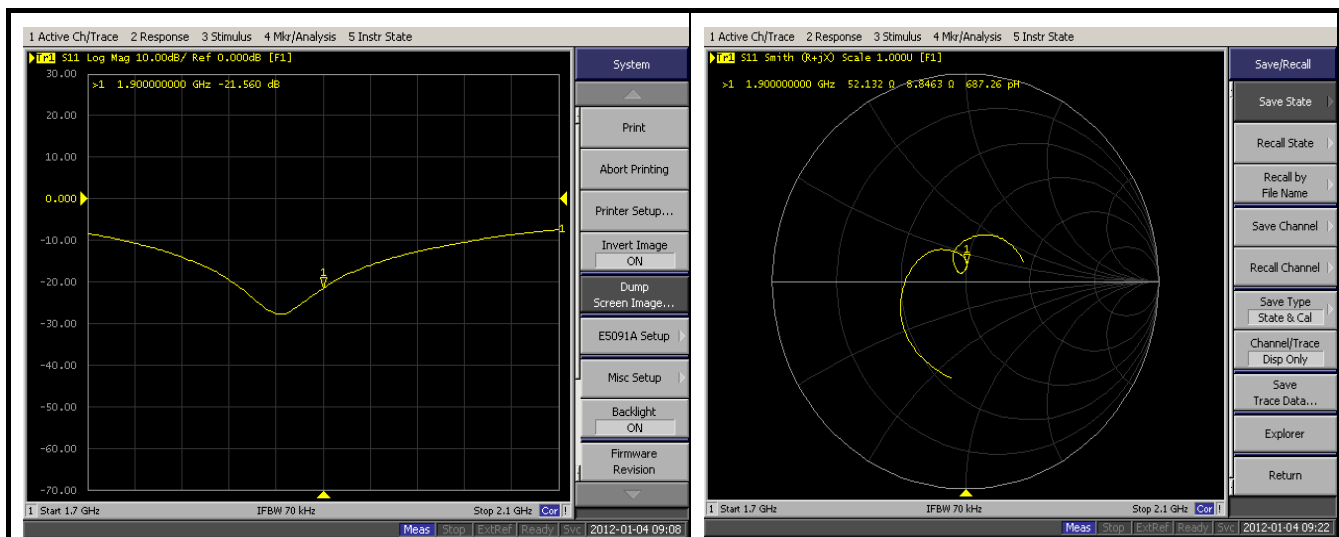 1 Active Ch/Trace 2 Response 3 Stimulus 4 Mkr/Analysis 5 Instr State
Tr1 S11 Log Mag 10.00dB/ Ref 0.000dB [F1]
>1 1.900000000 GHz -21.560 dB
30.00
20.00
10.00
0.000
-10.00
-20.00
-30.00
-40.00
-50.00
-60.00
-70.00
1
1
System
Print
Abort Printing
Printer Setup...
Invert Image
ON
Dump
Screen Image...
E5091A Setup
Misc Setup
Backlight
ON
Firmware
Revision
1 Start 1.7 GHz IFBW 70 kHz Stop 2.1 GHz Cor !
Meas Stop ExtRef Ready Svc 2012-01-04 09:08
1 Active Ch/Trace 2 Response 3 Stimulus 4 Mkr/Analysis 5 Instr State
Tr1 S11 Smith (R+jX) Scale 1.000U [F1]
>1 1.900000000 GHz 52.132 Ω 8.8463 Ω 687.26 pH
1
Save/Recall
Save State
Recall State
Recall by
File Name
Save Channel
Recall Channel
Save Type
State & Cal
Channel/Trace
Disp Only
Save
Trace Data...
Explorer
Return
1 Start 1.7 GHz IFBW 70 kHz Stop 2.1 GHz Cor !
Meas Stop ExtRef Ready Svc 2012-01-04 09:22